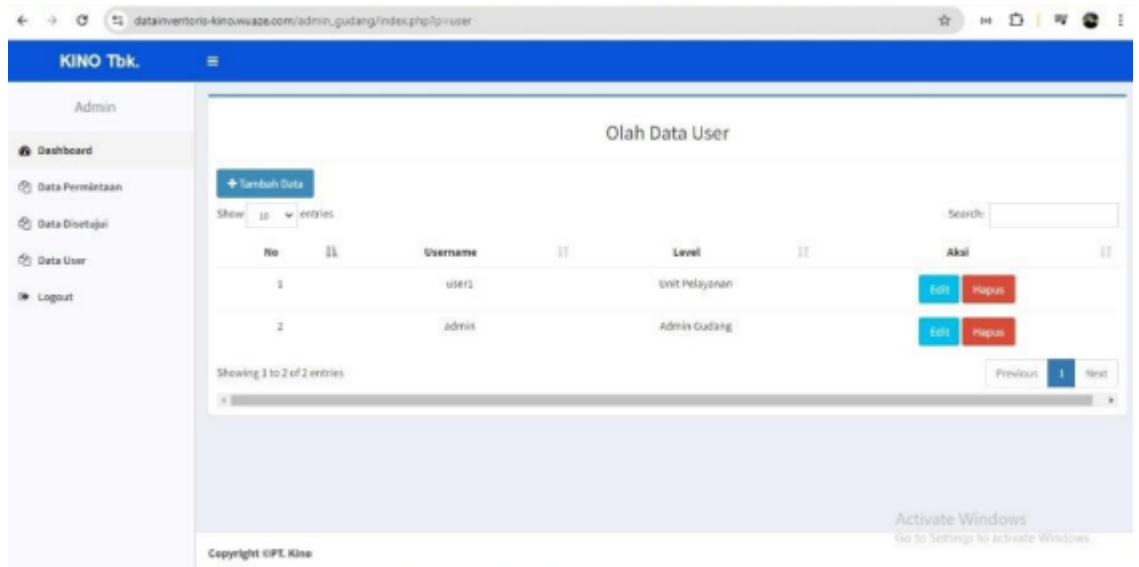 datainventoris-kino.wuaze.com/admin_gudang/index.php?p=user
KINO Tbk.
Admin
Dashboard
Data Permintaan
Data Disetujui
Data User
Logout
Olah Data User
+ Tambah Data
Show 10 entries
Search:
No Username Level Aksi
1 user1 Unit Pelayanan Edit Hapus
2 admin Admin Gudang Edit Hapus
Showing 1 to 2 of 2 entries
Previous 1 Next
Activate Windows
Go to Settings to activate Windows.
Copyright ©PT. Kino